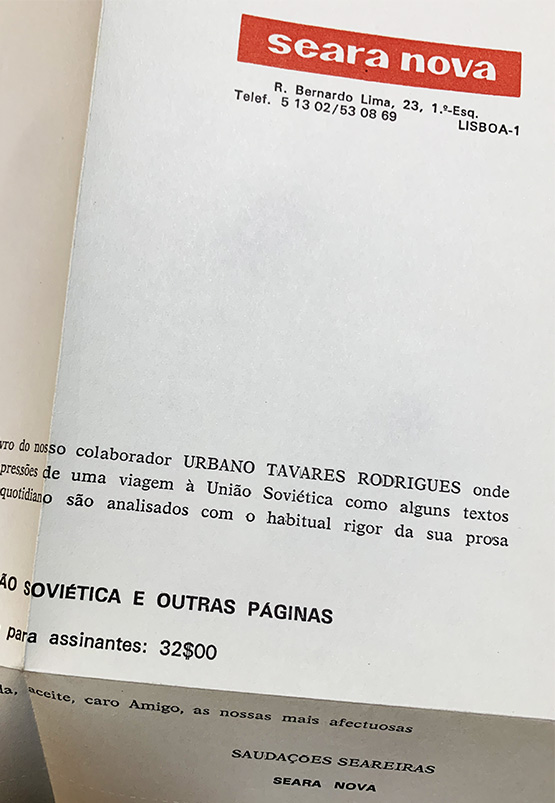 seara nova
R. Bernardo Lima, 23, 1.º-Esq.
Telef. 5 13 02/53 08 69 LISBOA-1
vro do nosso colaborador URBANO TAVARES RODRIGUES onde
pressões de uma viagem à União Soviética como alguns textos
quotidiano são analisados com o habitual rigor da sua prosa
ÃO SOVIÉTICA E OUTRAS PÁGINAS
para assinantes: 32$00
da, aceite, caro Amigo, as nossas mais afectuosas
SAUDAÇÕES SEAREIRAS
SEARA NOVA